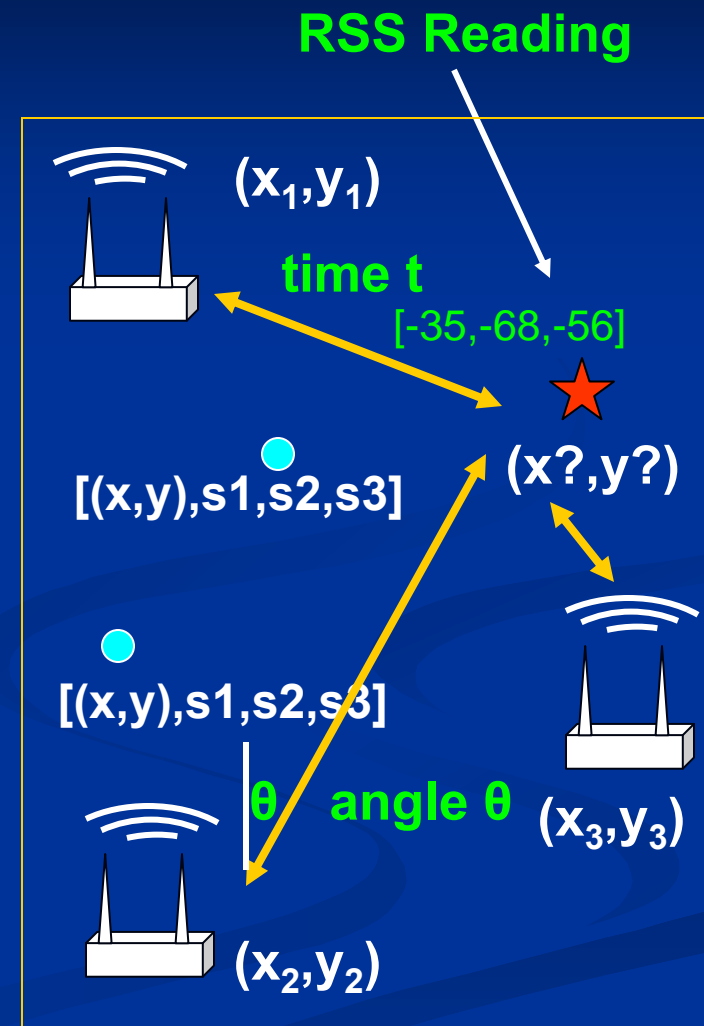 RSS Reading
(x₁,y₁)
time t
[-35,-68,-56]
(x?,y?)
[(x,y),s1,s2,s3]
[(x,y),s1,s2,s3]
θ angle θ
(x₃,y₃)
(x₂,y₂)